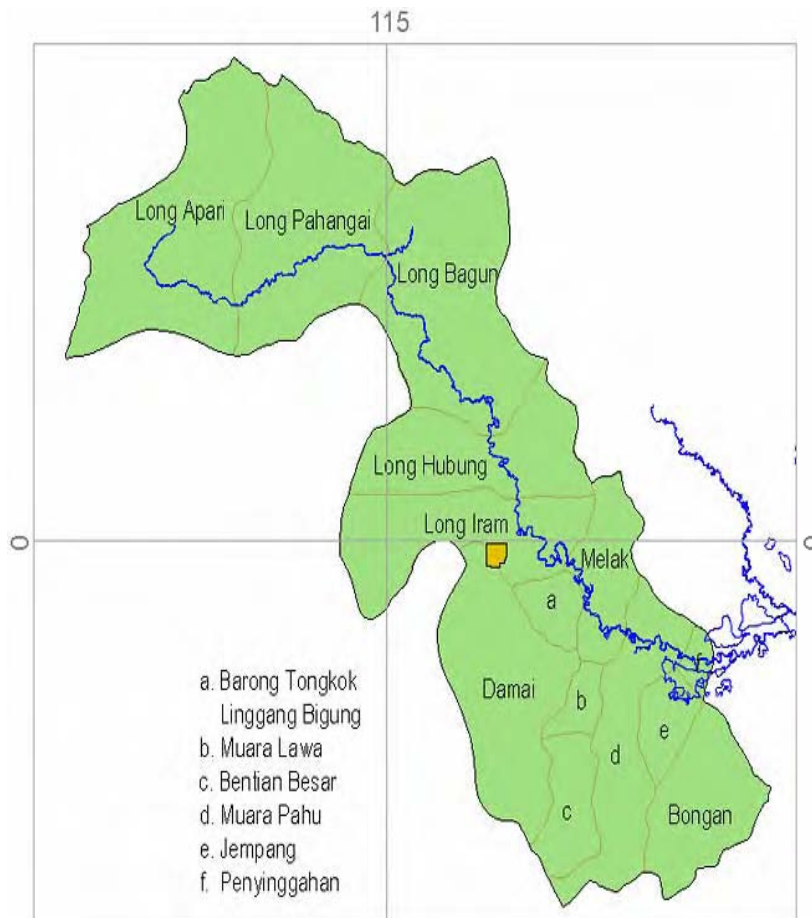 115
Long Apari
Long Pahangai
Long Bagun
Long Hubung
Long Iram
0
0
Melak
a
f
Damai
b
e
d
c
Bongan
a. Barong Tongkok
Linggang Bigung
b. Muara Lawa
c. Bentian Besar
d. Muara Pahu
e. Jempang
f. Penyinggahan